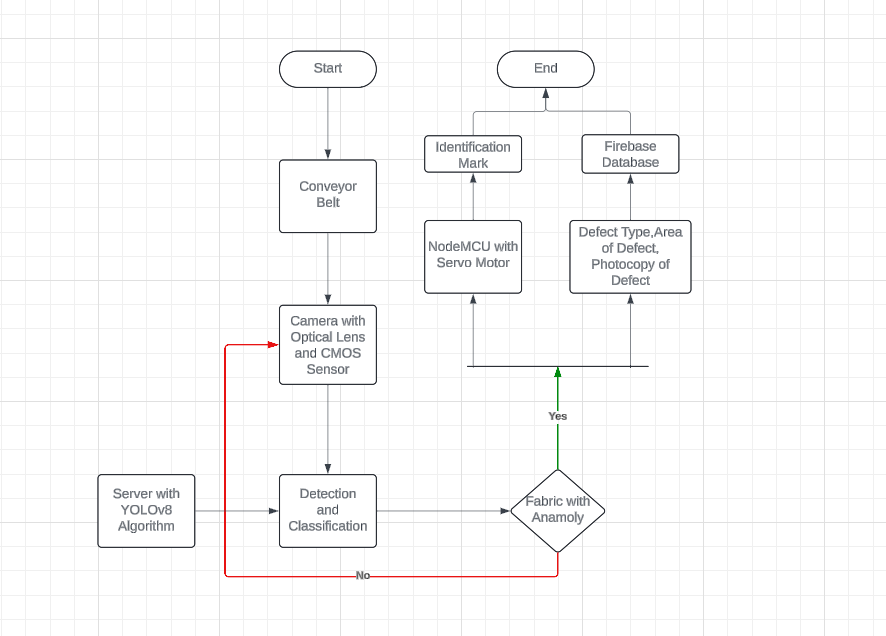 Start
End
Identification
Mark
Firebase
Database
Conveyor
Belt
NodeMCU with
Servo Motor
Defect Type,Area
of Defect,
Photocopy of
Defect
Camera with
Optical Lens
and CMOS
Sensor
Yes
Server with
YOLOv8
Algorithm
Detection
and
Classification
Fabric with
Anamoly
No